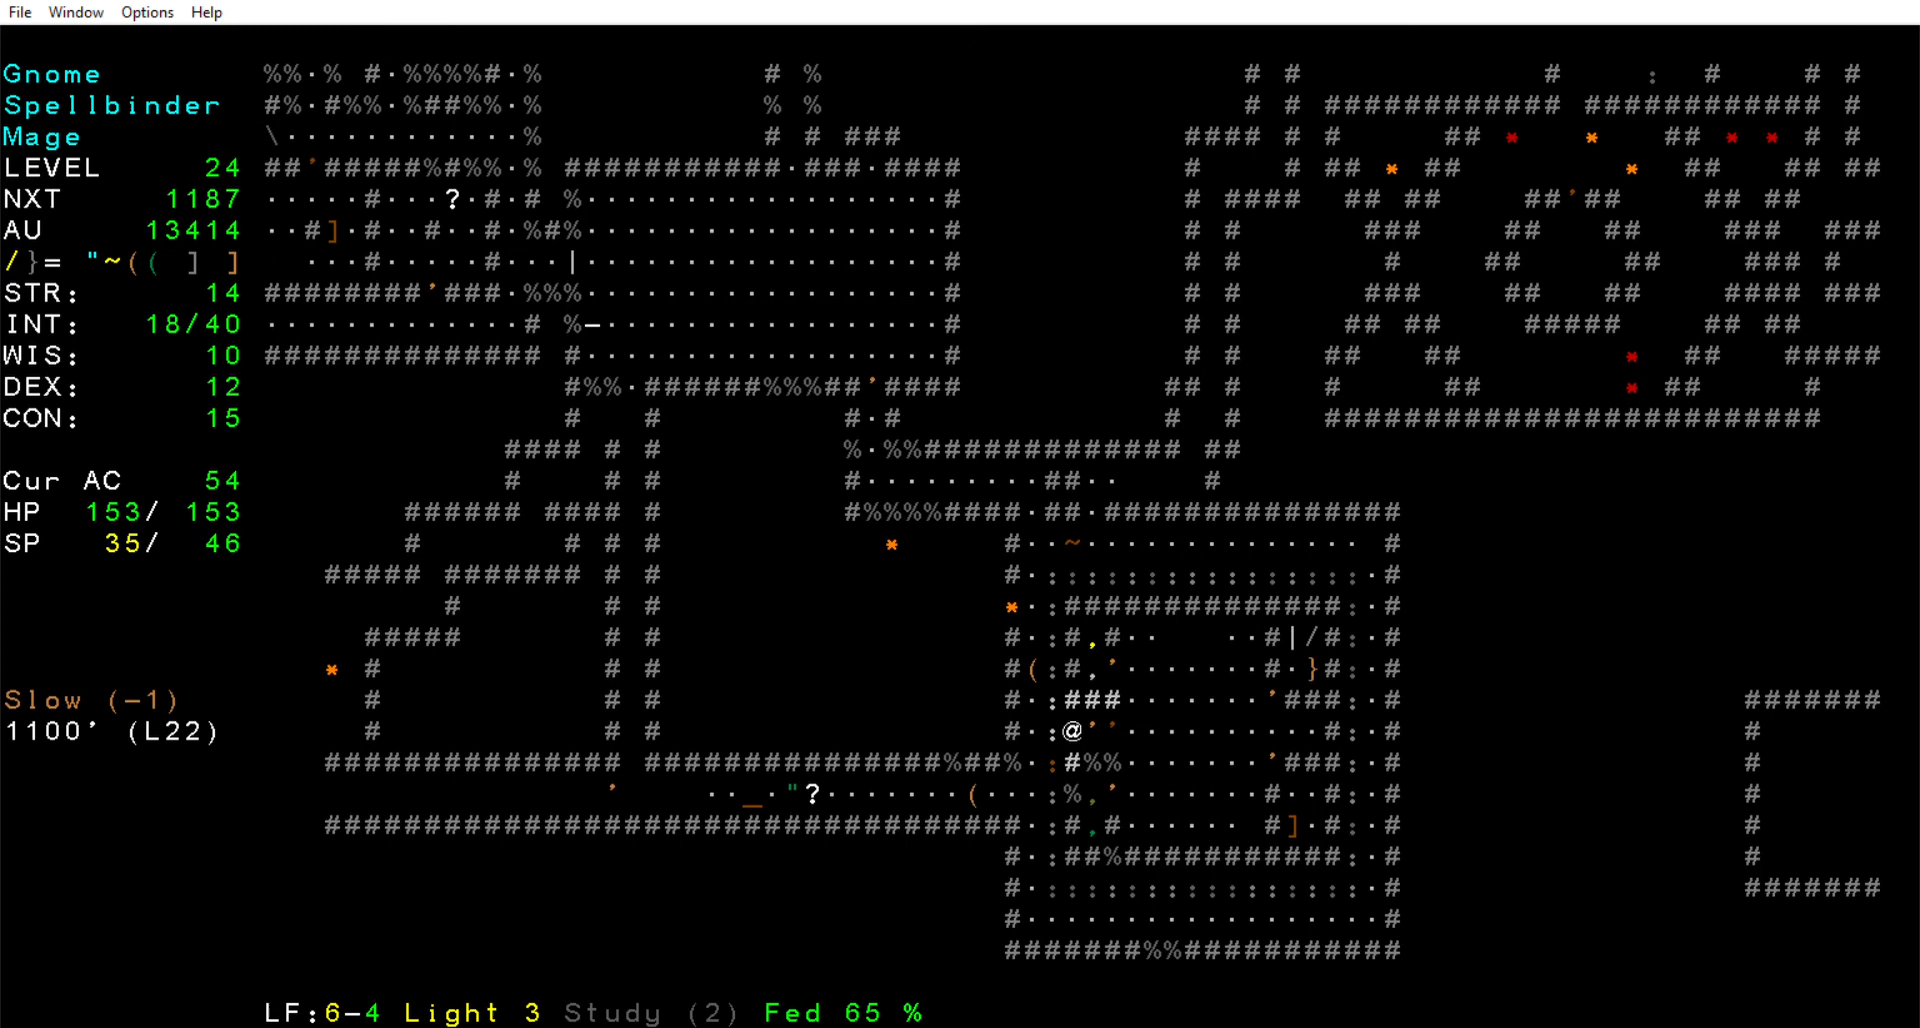 File Window Options Help
Gnome
Spellbinder
Mage
LEVEL 24
NXT 1187
AU 13414
/}= "~(( ] ]
STR: 14
INT: 18/40
WIS: 10
DEX: 12
CON: 15
Cur AC 54
HP 153/ 153
SP 35/ 46
Slow (-1)
1100' (L22)
LF:6-4 Light 3 Study (2) Fed 65 %